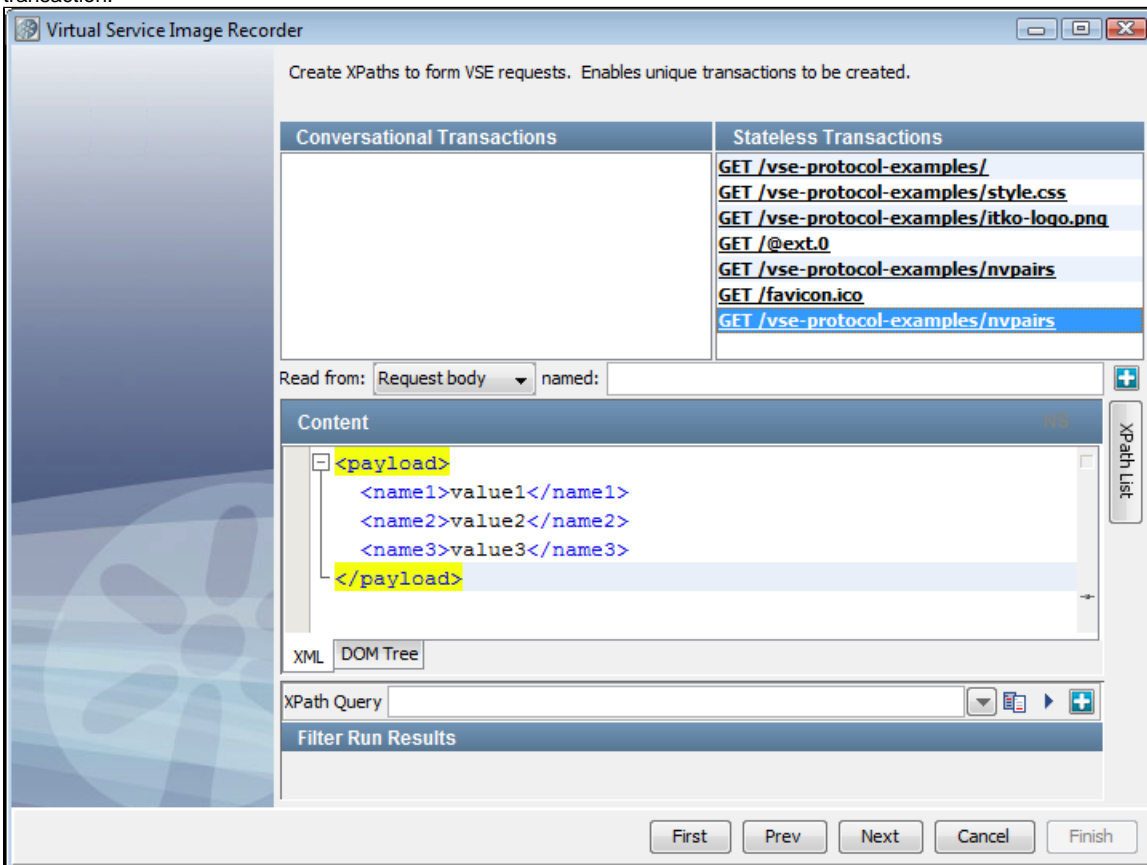 transaction.
Virtual Service Image Recorder
Create XPaths to form VSE requests. Enables unique transactions to be created.
Conversational Transactions
Stateless Transactions
GET /vse-protocol-examples/
GET /vse-protocol-examples/style.css
GET /vse-protocol-examples/itko-logo.png
GET /@ext.0
GET /vse-protocol-examples/nvpairs
GET /favicon.ico
GET /vse-protocol-examples/nvpairs
Read from: Request body named:
Content NS
XPath List
<payload>
<name1>value1</name1>
<name2>value2</name2>
<name3>value3</name3>
</payload>
XML DOM Tree
XPath Query
Filter Run Results
First Prev Next Cancel Finish